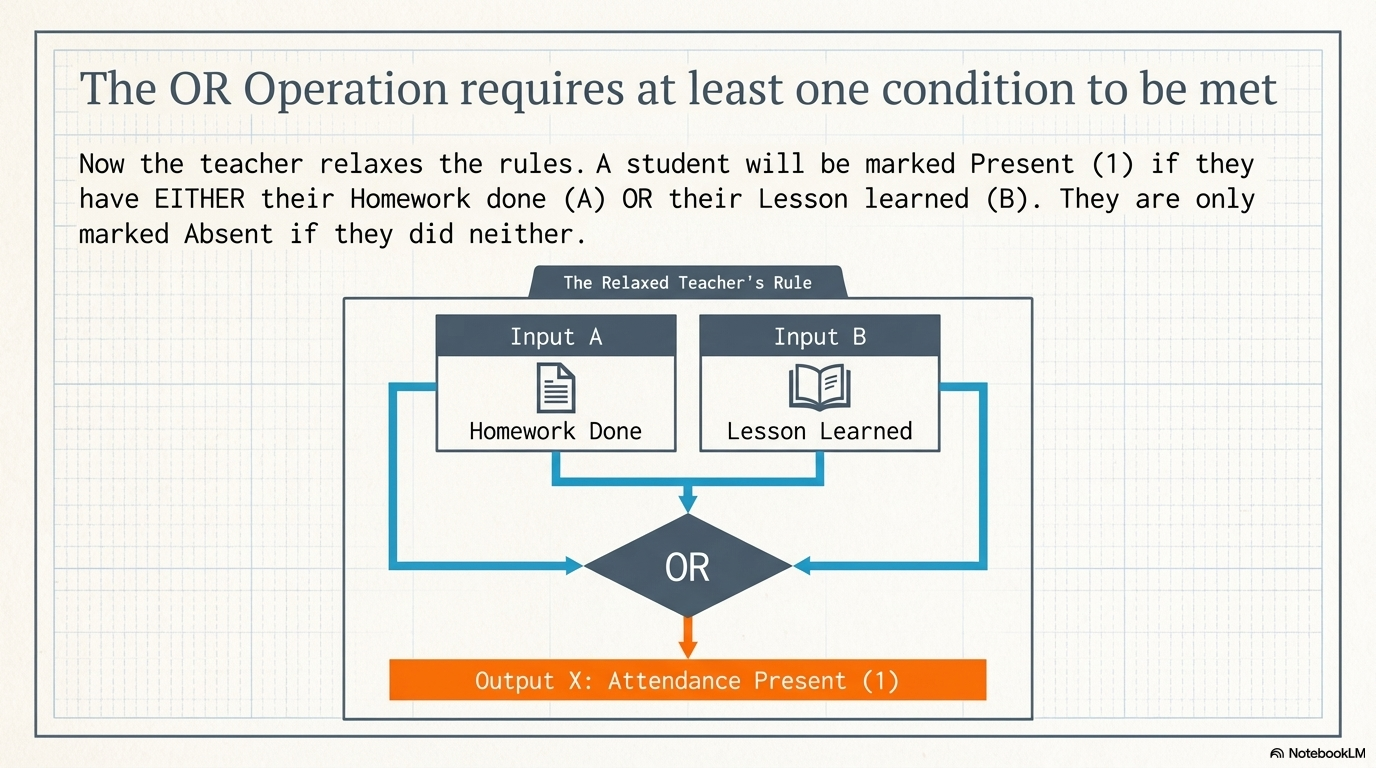 The OR Operation requires at least one condition to be met
Now the teacher relaxes the rules. A student will be marked Present (1) if they
have EITHER their Homework done (A) OR their Lesson learned (B). They are only
marked Absent if they did neither.
The Relaxed Teacher's Rule
Input A
Homework Done
Input B
Lesson Learned
OR
Output X: Attendance Present (1)
NotebookLM